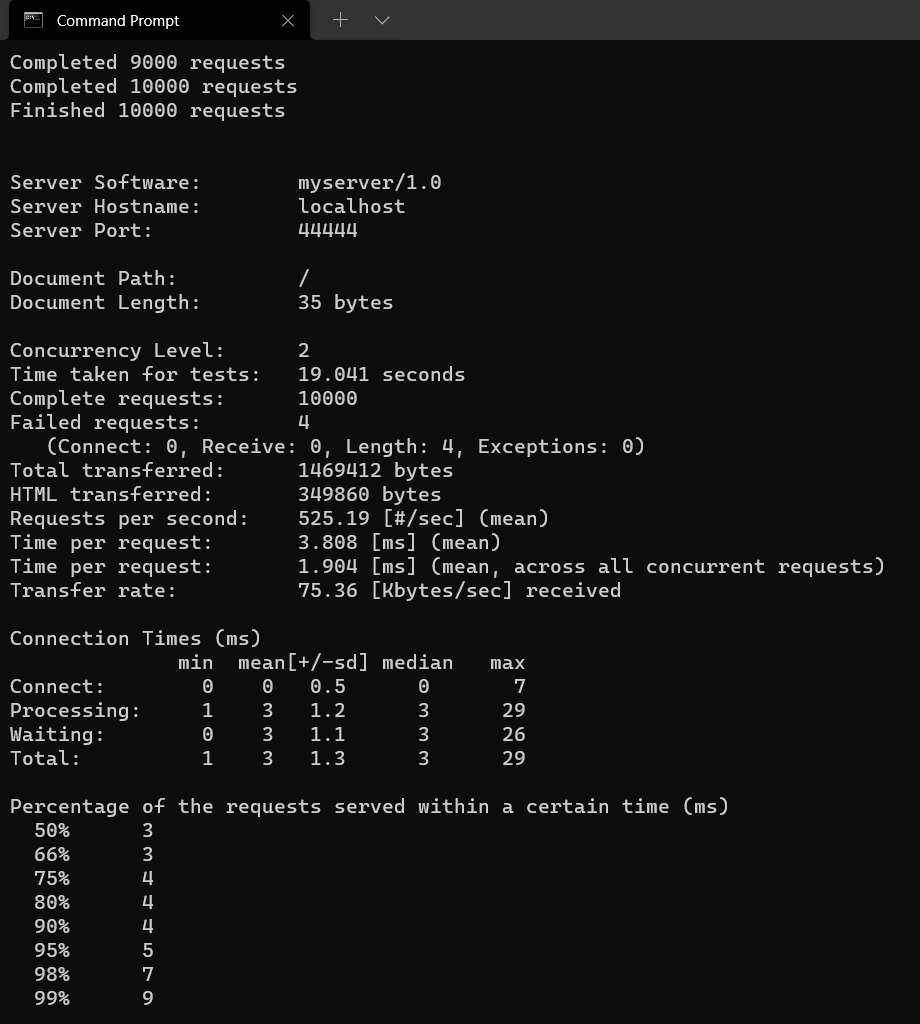 Command Prompt
Completed 9000 requests
Completed 10000 requests
Finished 10000 requests
Server Software:        myserver/1.0
Server Hostname:        localhost
Server Port:            44444
Document Path:          /
Document Length:        35 bytes
Concurrency Level:      2
Time taken for tests:   19.041 seconds
Complete requests:      10000
Failed requests:        4
   (Connect: 0, Receive: 0, Length: 4, Exceptions: 0)
Total transferred:      1469412 bytes
HTML transferred:       349860 bytes
Requests per second:    525.19 [#/sec] (mean)
Time per request:       3.808 [ms] (mean)
Time per request:       1.904 [ms] (mean, across all concurrent requests)
Transfer rate:          75.36 [Kbytes/sec] received
Connection Times (ms)
              min  mean[+/-sd] median   max
Connect:        0    0   0.5      0       7
Processing:     1    3   1.2      3      29
Waiting:        0    3   1.1      3      26
Total:          1    3   1.3      3      29
Percentage of the requests served within a certain time (ms)
  50%      3
  66%      3
  75%      4
  80%      4
  90%      4
  95%      5
  98%      7
  99%      9